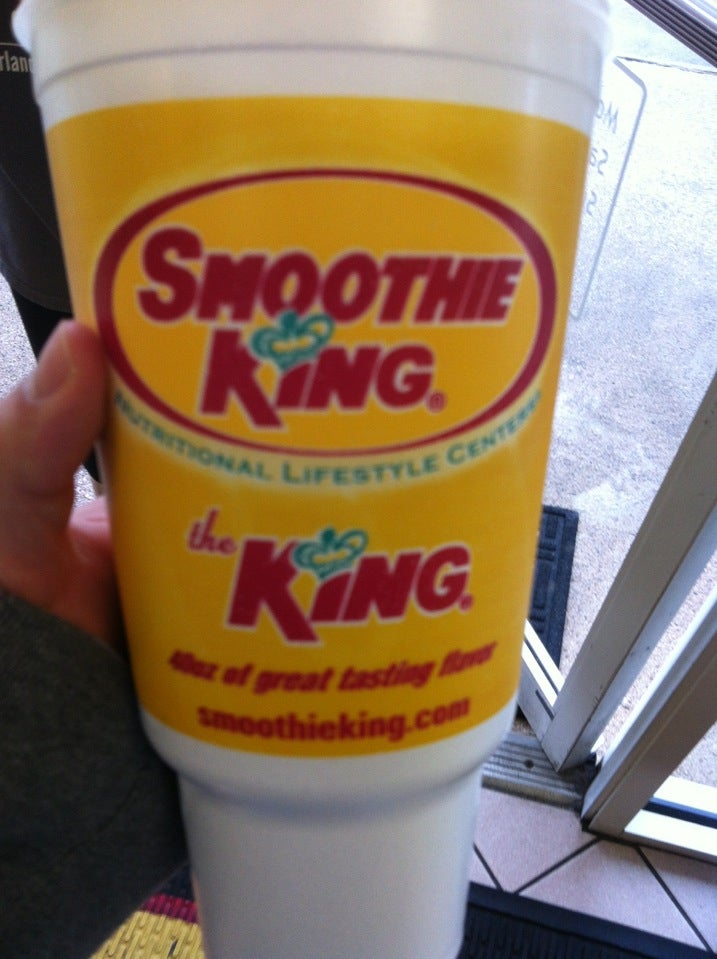 SMOOTHIE
KING®
NUTRITIONAL LIFESTYLE CENTERS
the
KING®
40oz of great tasting flavor
smoothieking.com